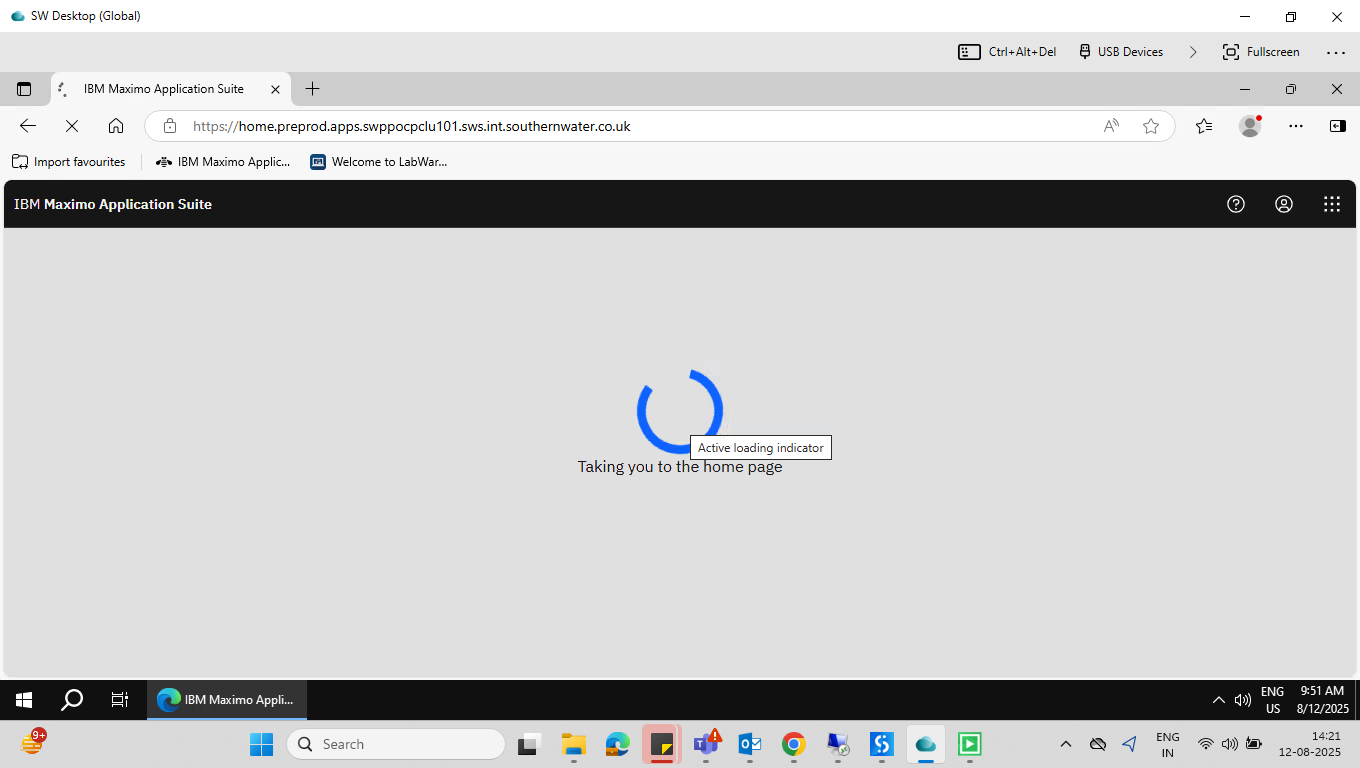 SW Desktop (Global)
Ctrl+Alt+Del
USB Devices
Fullscreen
IBM Maximo Application Suite
https://home.preprod.apps.swppocpclu101.sws.int.southernwater.co.uk
Import favourites
IBM Maximo Applic...
Welcome to LabWar...
IBM Maximo Application Suite
Active loading indicator
Taking you to the home page
IBM Maximo Appli...
ENG
US
9:51 AM
8/12/2025
9+
Search
ENG
IN
14:21
12-08-2025